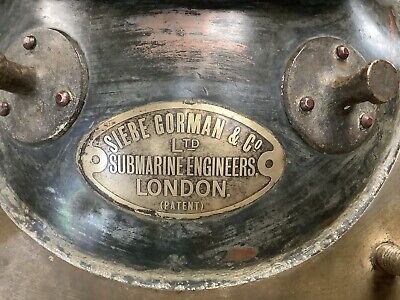 SIEBE GORMAN & Co
LTD
SUBMARINE ENGINEERS.
LONDON.
(PATENT)